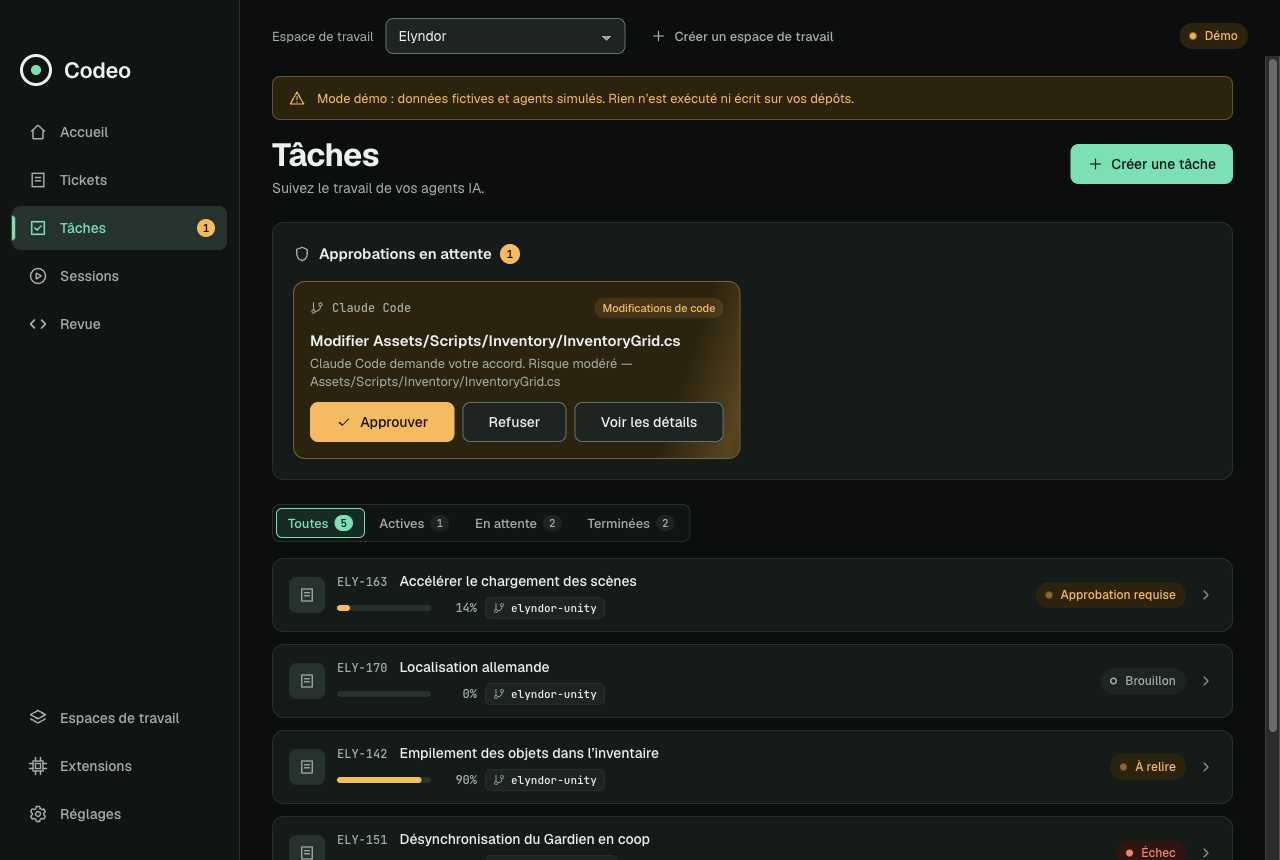 Espace de travail
Elyndor
Créer un espace de travail
Démo
Codeo
Accueil
Tickets
Tâches
1
Sessions
Revue
Espaces de travail
Extensions
Réglages
Mode démo : données fictives et agents simulés. Rien n’est exécuté ni écrit sur vos dépôts.
Tâches
Suivez le travail de vos agents IA.
Créer une tâche
Approbations en attente 1
Claude Code
Modifications de code
Modifier Assets/Scripts/Inventory/InventoryGrid.cs
Claude Code demande votre accord. Risque modéré —
Assets/Scripts/Inventory/InventoryGrid.cs
Approuver
Refuser
Voir les détails
Toutes 5
Actives 1
En attente 2
Terminées 2
ELY-163 Accélérer le chargement des scènes
14% elyndor-unity
Approbation requise
ELY-170 Localisation allemande
0% elyndor-unity
Brouillon
ELY-142 Empilement des objets dans l’inventaire
90% elyndor-unity
À relire
ELY-151 Désynchronisation du Gardien en coop
Échec